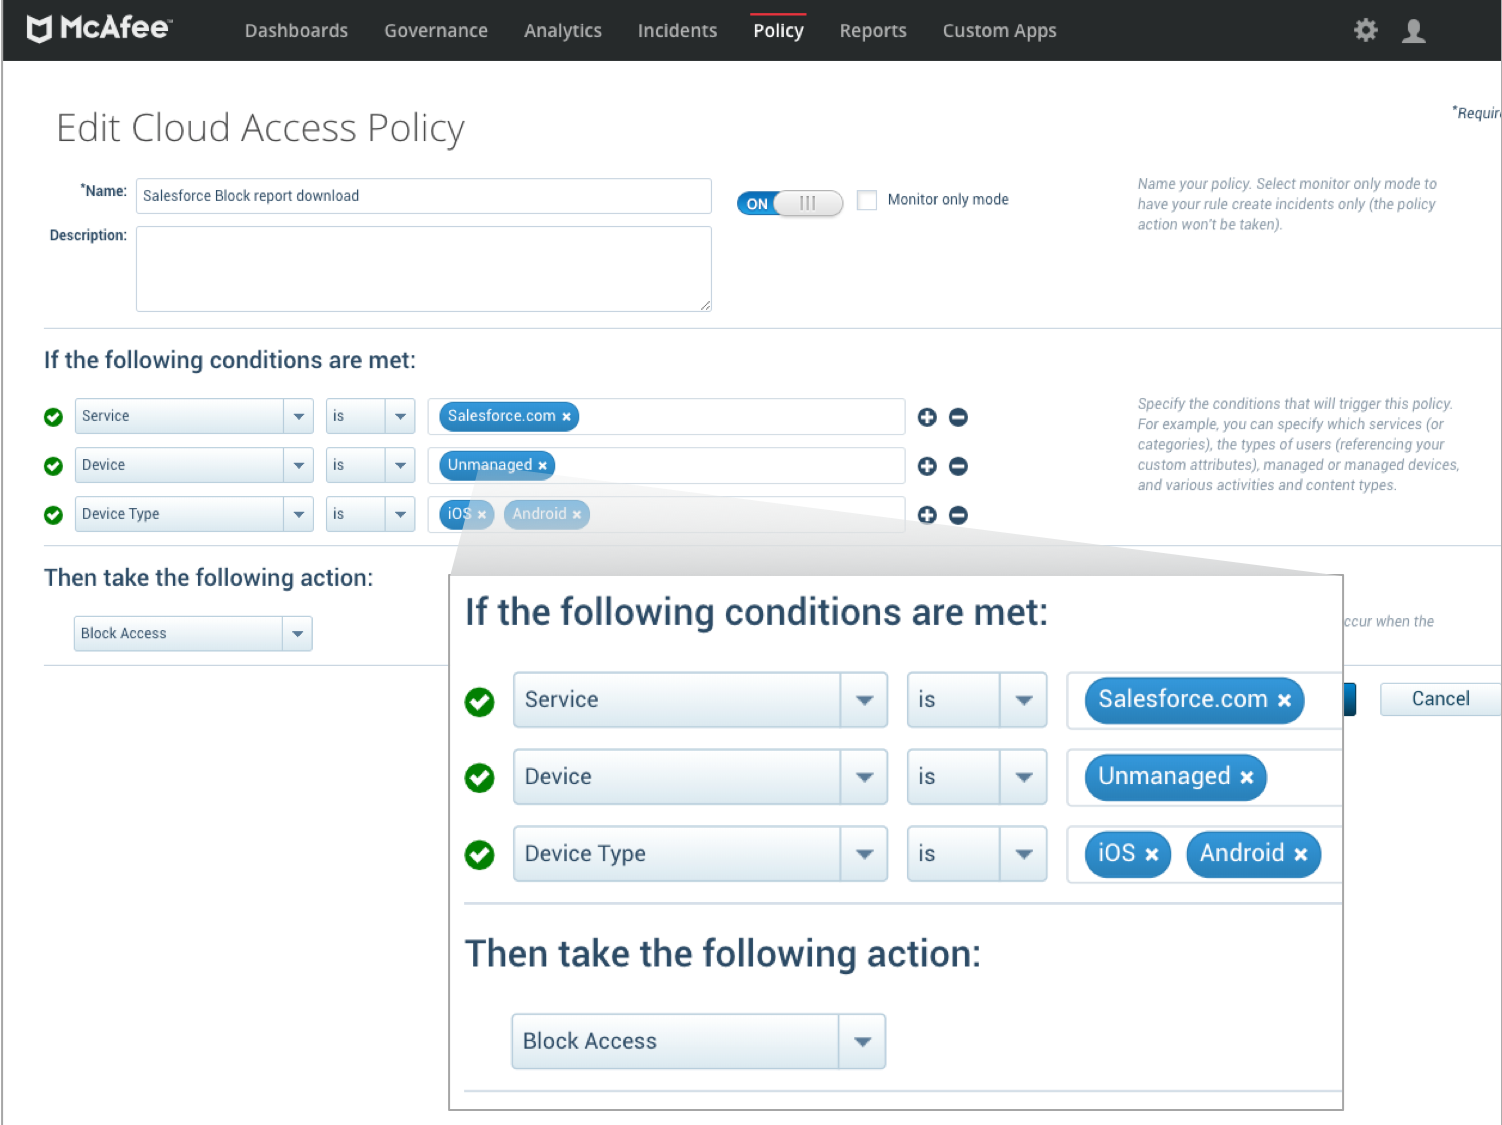 McAfee™
Dashboards Governance Analytics Incidents Policy Reports Custom Apps
Edit Cloud Access Policy
*Name: Salesforce Block report download
ON
Monitor only mode
Name your policy. Select monitor only mode to
have your rule create incidents only (the policy
action won't be taken).
Description:
If the following conditions are met:
Service is Salesforce.com ×
Device is Unmanaged ×
Device Type is iOS × Android ×
Specify the conditions that will trigger this policy.
For example, you can specify which services (or
categories), the types of users (referencing your
custom attributes), managed or managed devices,
and various activities and content types.
Then take the following action:
Block Access
when the
Cancel
If the following conditions are met:
Service is Salesforce.com ×
Device is Unmanaged ×
Device Type is iOS × Android ×
Then take the following action:
Block Access